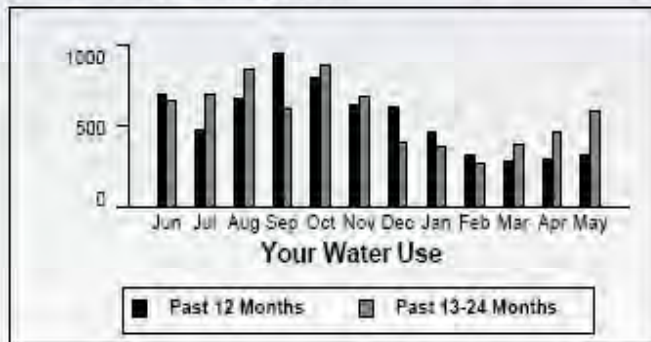 1000
500
0
Jun Jul Aug Sep Oct Nov Dec Jan Feb Mar Apr May
Your Water Use
Past 12 Months Past 13-24 Months